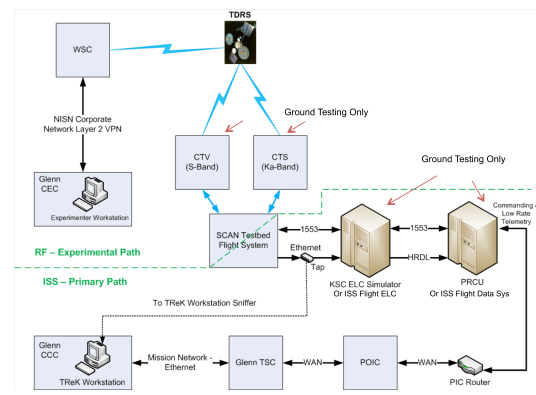 TDRS
WSC
Ground Testing Only
NISN Corporate
Network Layer 2 VPN
CTV
(S-Band)
CTS
(Ka-Band)
Ground Testing Only
Glenn
CEC
Experimenter Workstation
Commanding &
Low Rate
Telemetry
SCAN Testbed
Flight System
1553
1553
RF – Experimental Path
Ethernet
Tap
HRDL
ISS – Primary Path
KSC ELC Simulator
Or ISS Flight ELC
PRCU
Or ISS Flight Data Sys
To TReK Workstation Sniffer
Glenn
CCC
TReK Workstation
Mission Network -
Ethernet
Glenn TSC
WAN
POIC
WAN
PIC Router